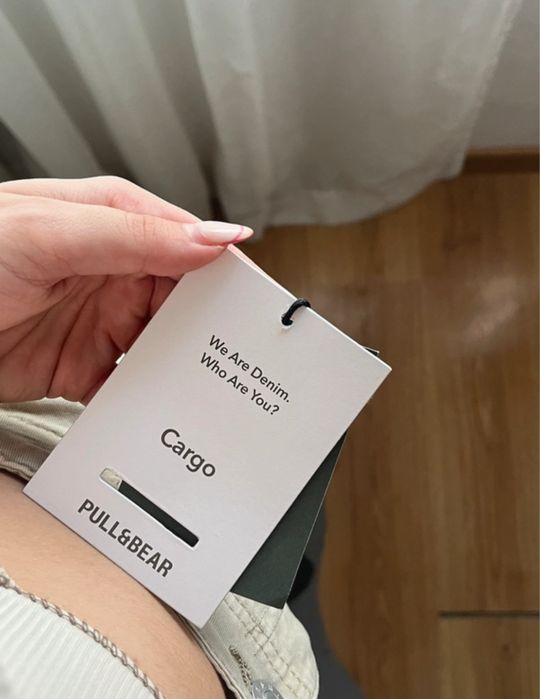 We Are Denim.
Who Are You?
Cargo
PULL&BEAR